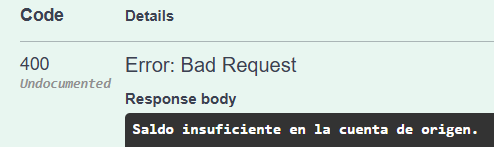 Code Details
400 Error: Bad Request
Undocumented
Response body
Saldo insuficiente en la cuenta de origen.